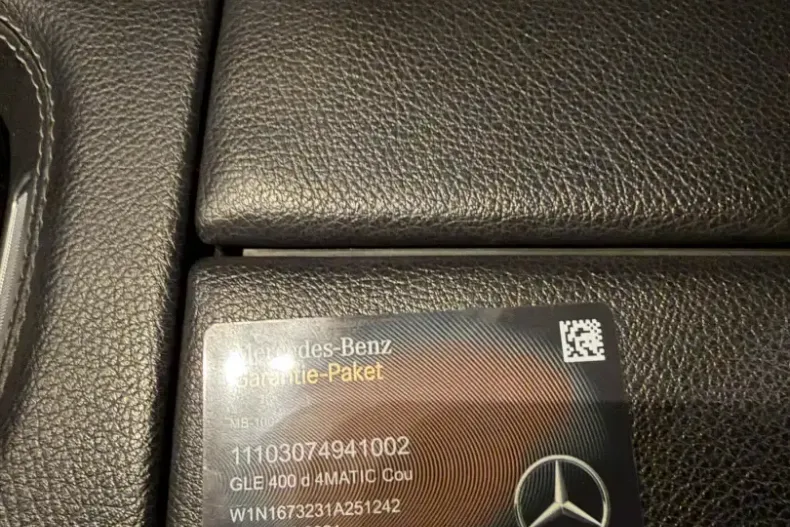 Mercedes-Benz
Garantie-Paket
11103074941002
GLE 400 d 4MATIC Cou
W1N1673231A251242